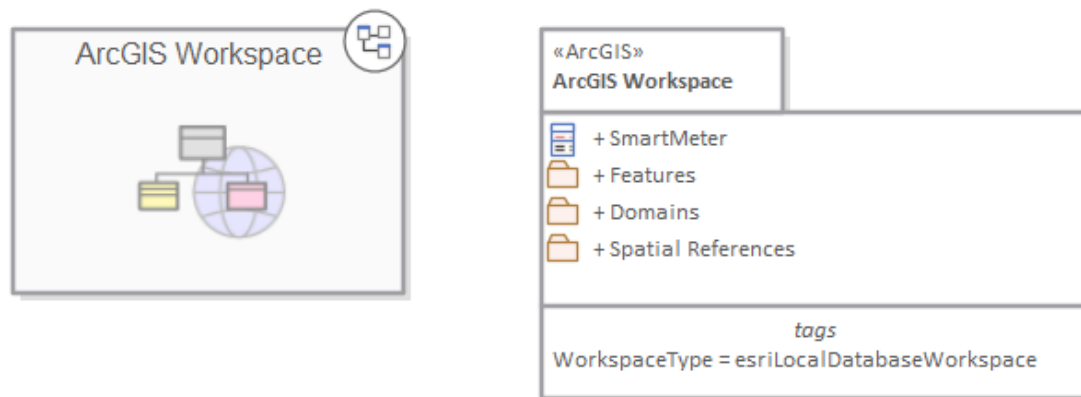 ArcGIS Workspace
«ArcGIS»
ArcGIS Workspace
+ SmartMeter
+ Features
+ Domains
+ Spatial References
tags
WorkspaceType = esriLocalDatabaseWorkspace